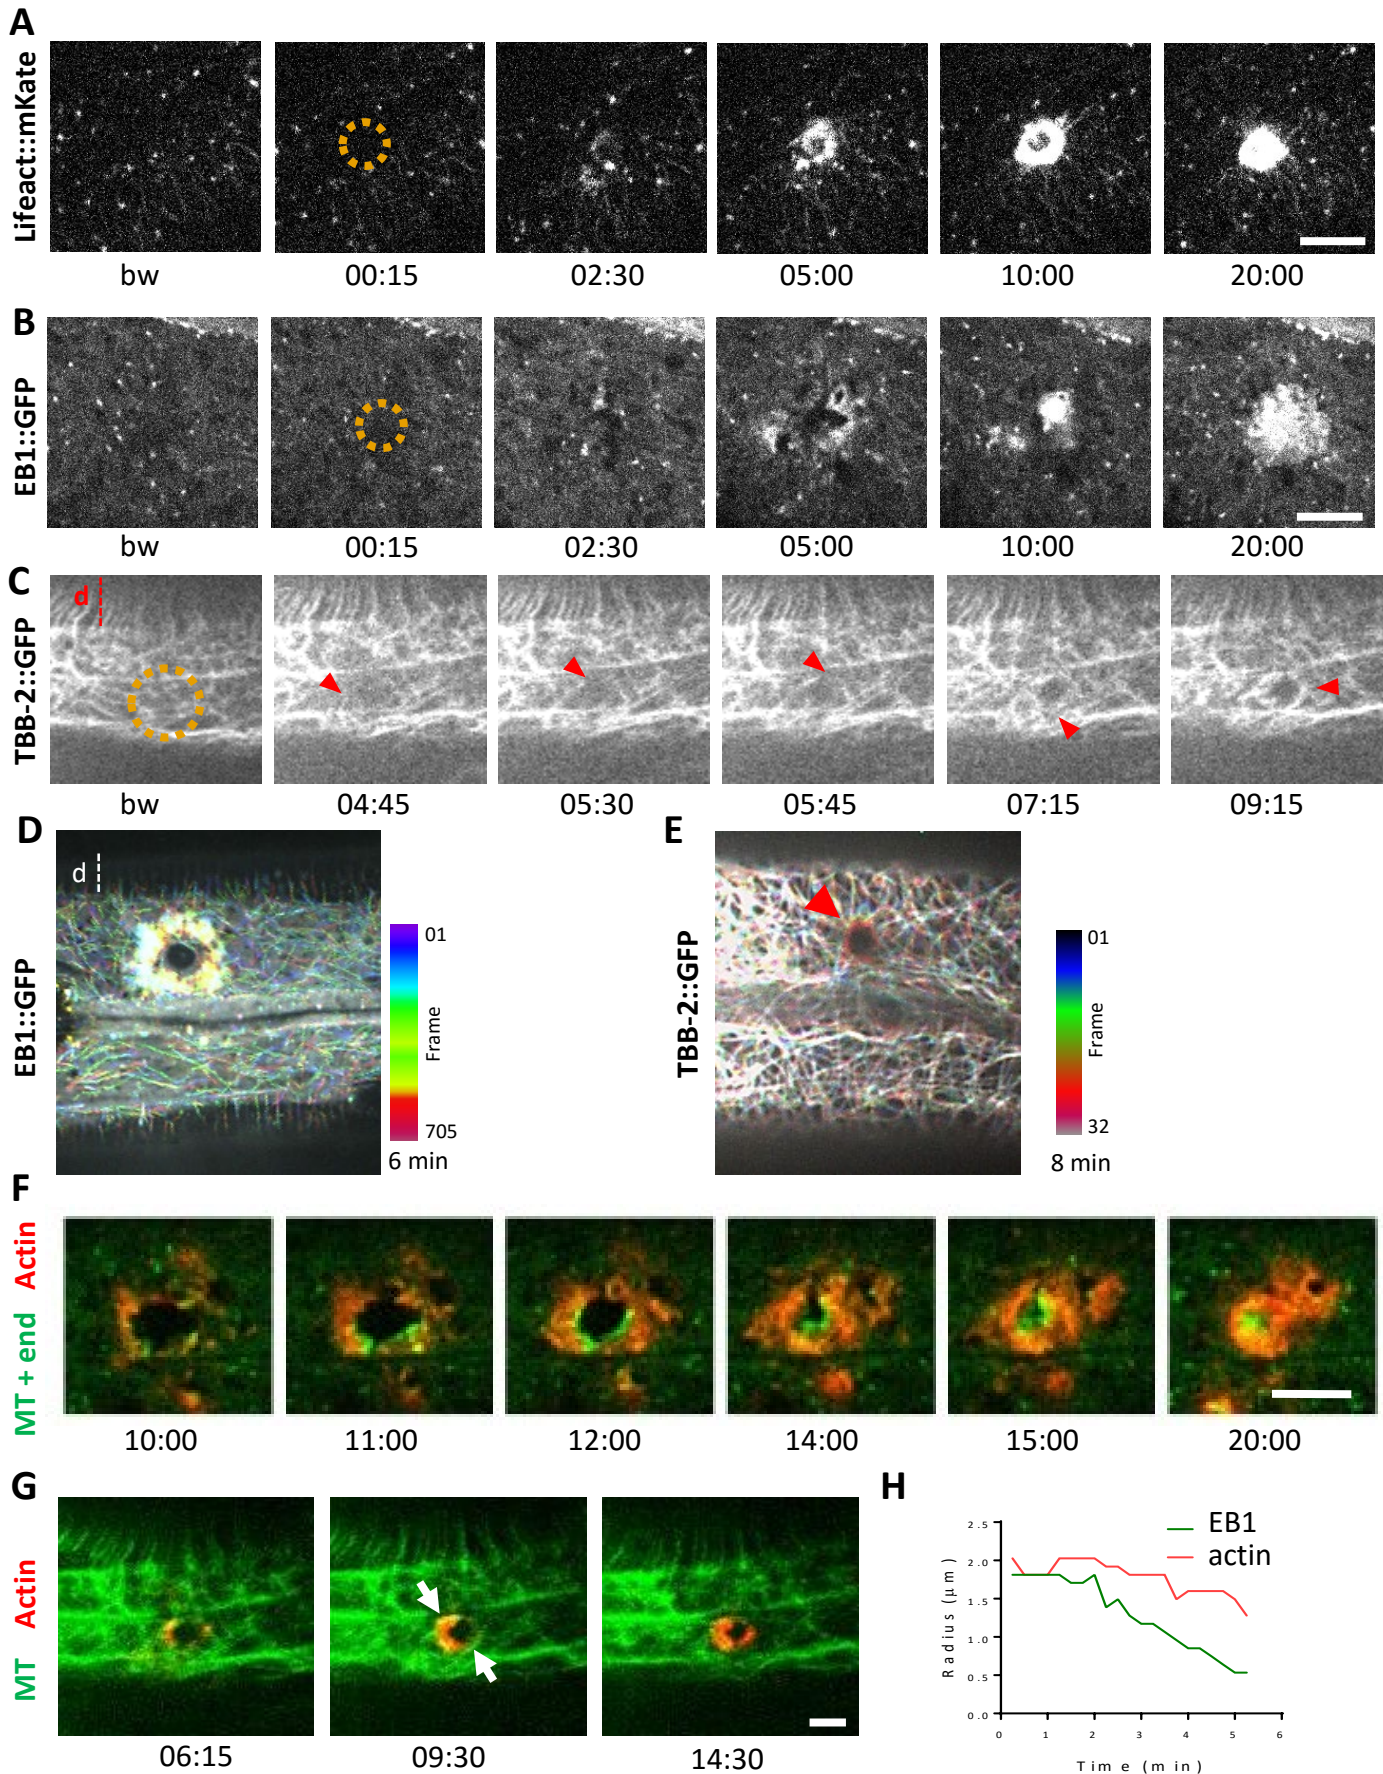 A
Lifeact::mKate
bw 00:15 02:30 05:00 10:00 20:00
B
EB1::GFP
bw 00:15 02:30 05:00 10:00 20:00
C
TBB-2::GFP
d
bw 04:45 05:30 05:45 07:15 09:15
D
EB1::GFP
d
01
Frame
705
6 min
E
TBB-2::GFP
01
Frame
32
8 min
F
MT + end Actin
10:00 11:00 12:00 14:00 15:00 20:00
G
MT Actin
06:15 09:30 14:30
H
EB1
actin
Radius (μm)
2.5
2.0
1.5
1.0
0.5
0.0
0 1 2 3 4 5 6
Time (min)